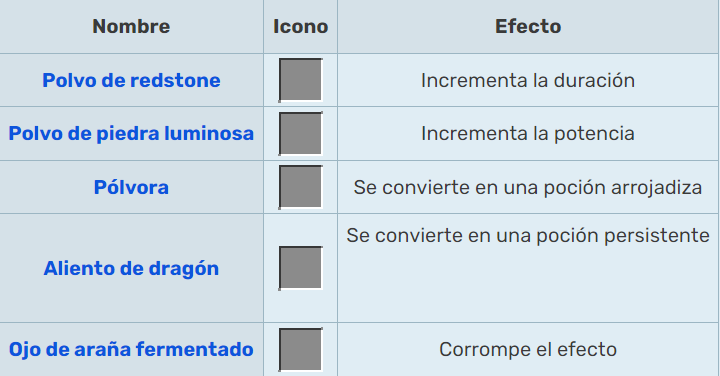 Nombre Icono Efecto
Polvo de redstone Incrementa la duración
Polvo de piedra luminosa Incrementa la potencia
Pólvora Se convierte en una poción arrojadiza
Aliento de dragón Se convierte en una poción persistente
Ojo de araña fermentado Corrompe el efecto